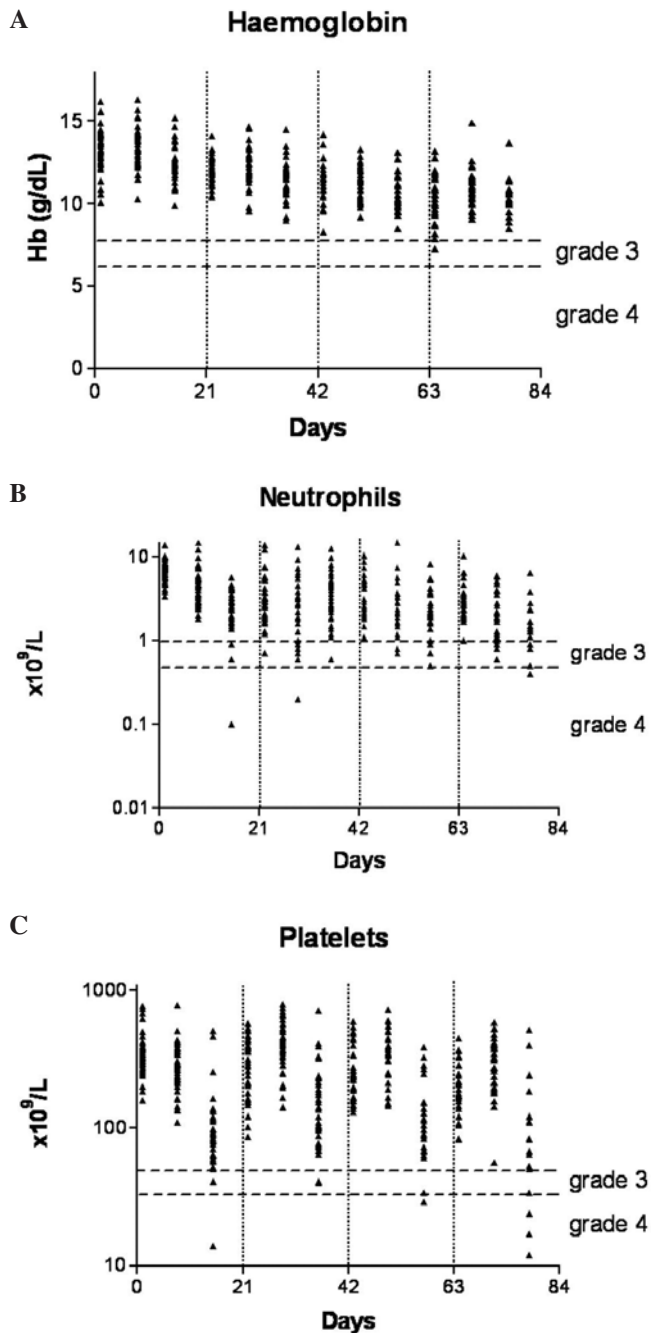 A
Haemoglobin
Hb (g/dL)
15
10
5
0
grade 3
grade 4
0 21 42 63 84
Days
B
Neutrophils
x10⁹/L
10
1
0.1
0.01
grade 3
grade 4
0 21 42 63 84
Days
C
Platelets
x10⁹/L
1000
100
10
grade 3
grade 4
0 21 42 63 84
Days